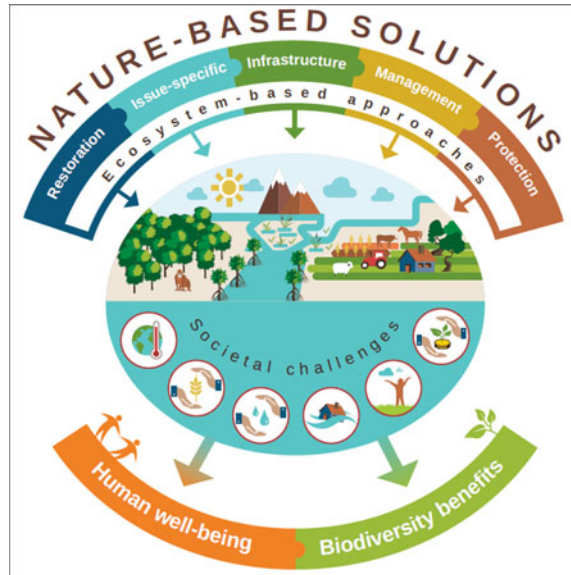 NATURE-BASED SOLUTIONS
Restoration
Issue-specific
Infrastructure
Management
Protection
Ecosystem-based approaches
Societal challenges
Human well-being
Biodiversity benefits